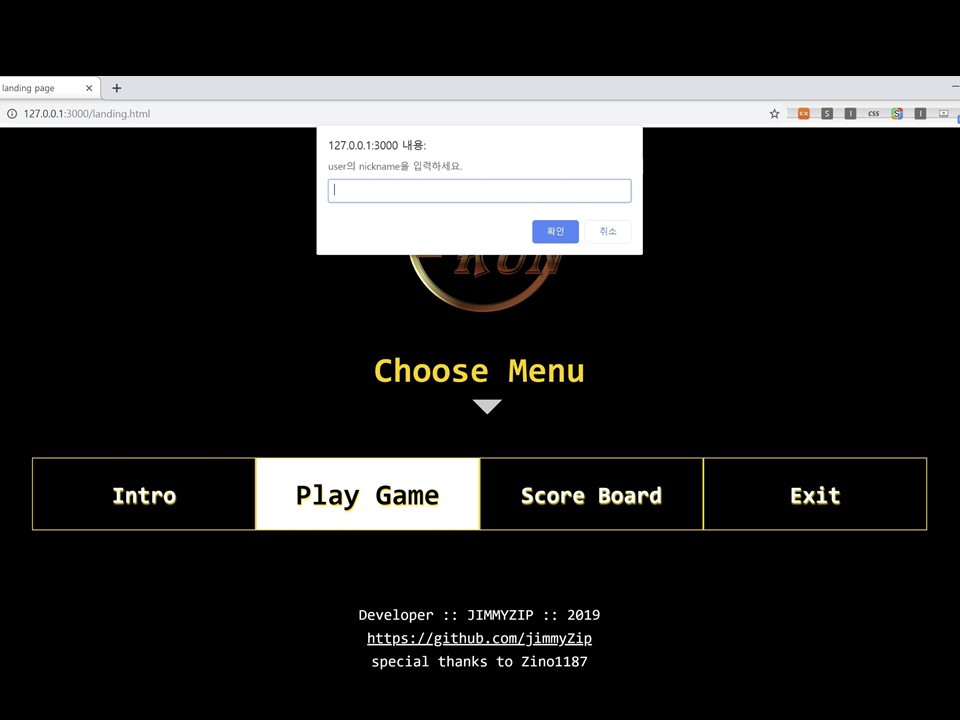 landing page
127.0.0.1:3000/landing.html
EX S I CSS S I
127.0.0.1:3000 내용:
user의 nickname을 입력하세요.
확인 취소
RUN
Choose Menu
Intro Play Game Score Board Exit
Developer :: JIMMYZIP :: 2019
https://github.com/jimmyZip
special thanks to Zino1187